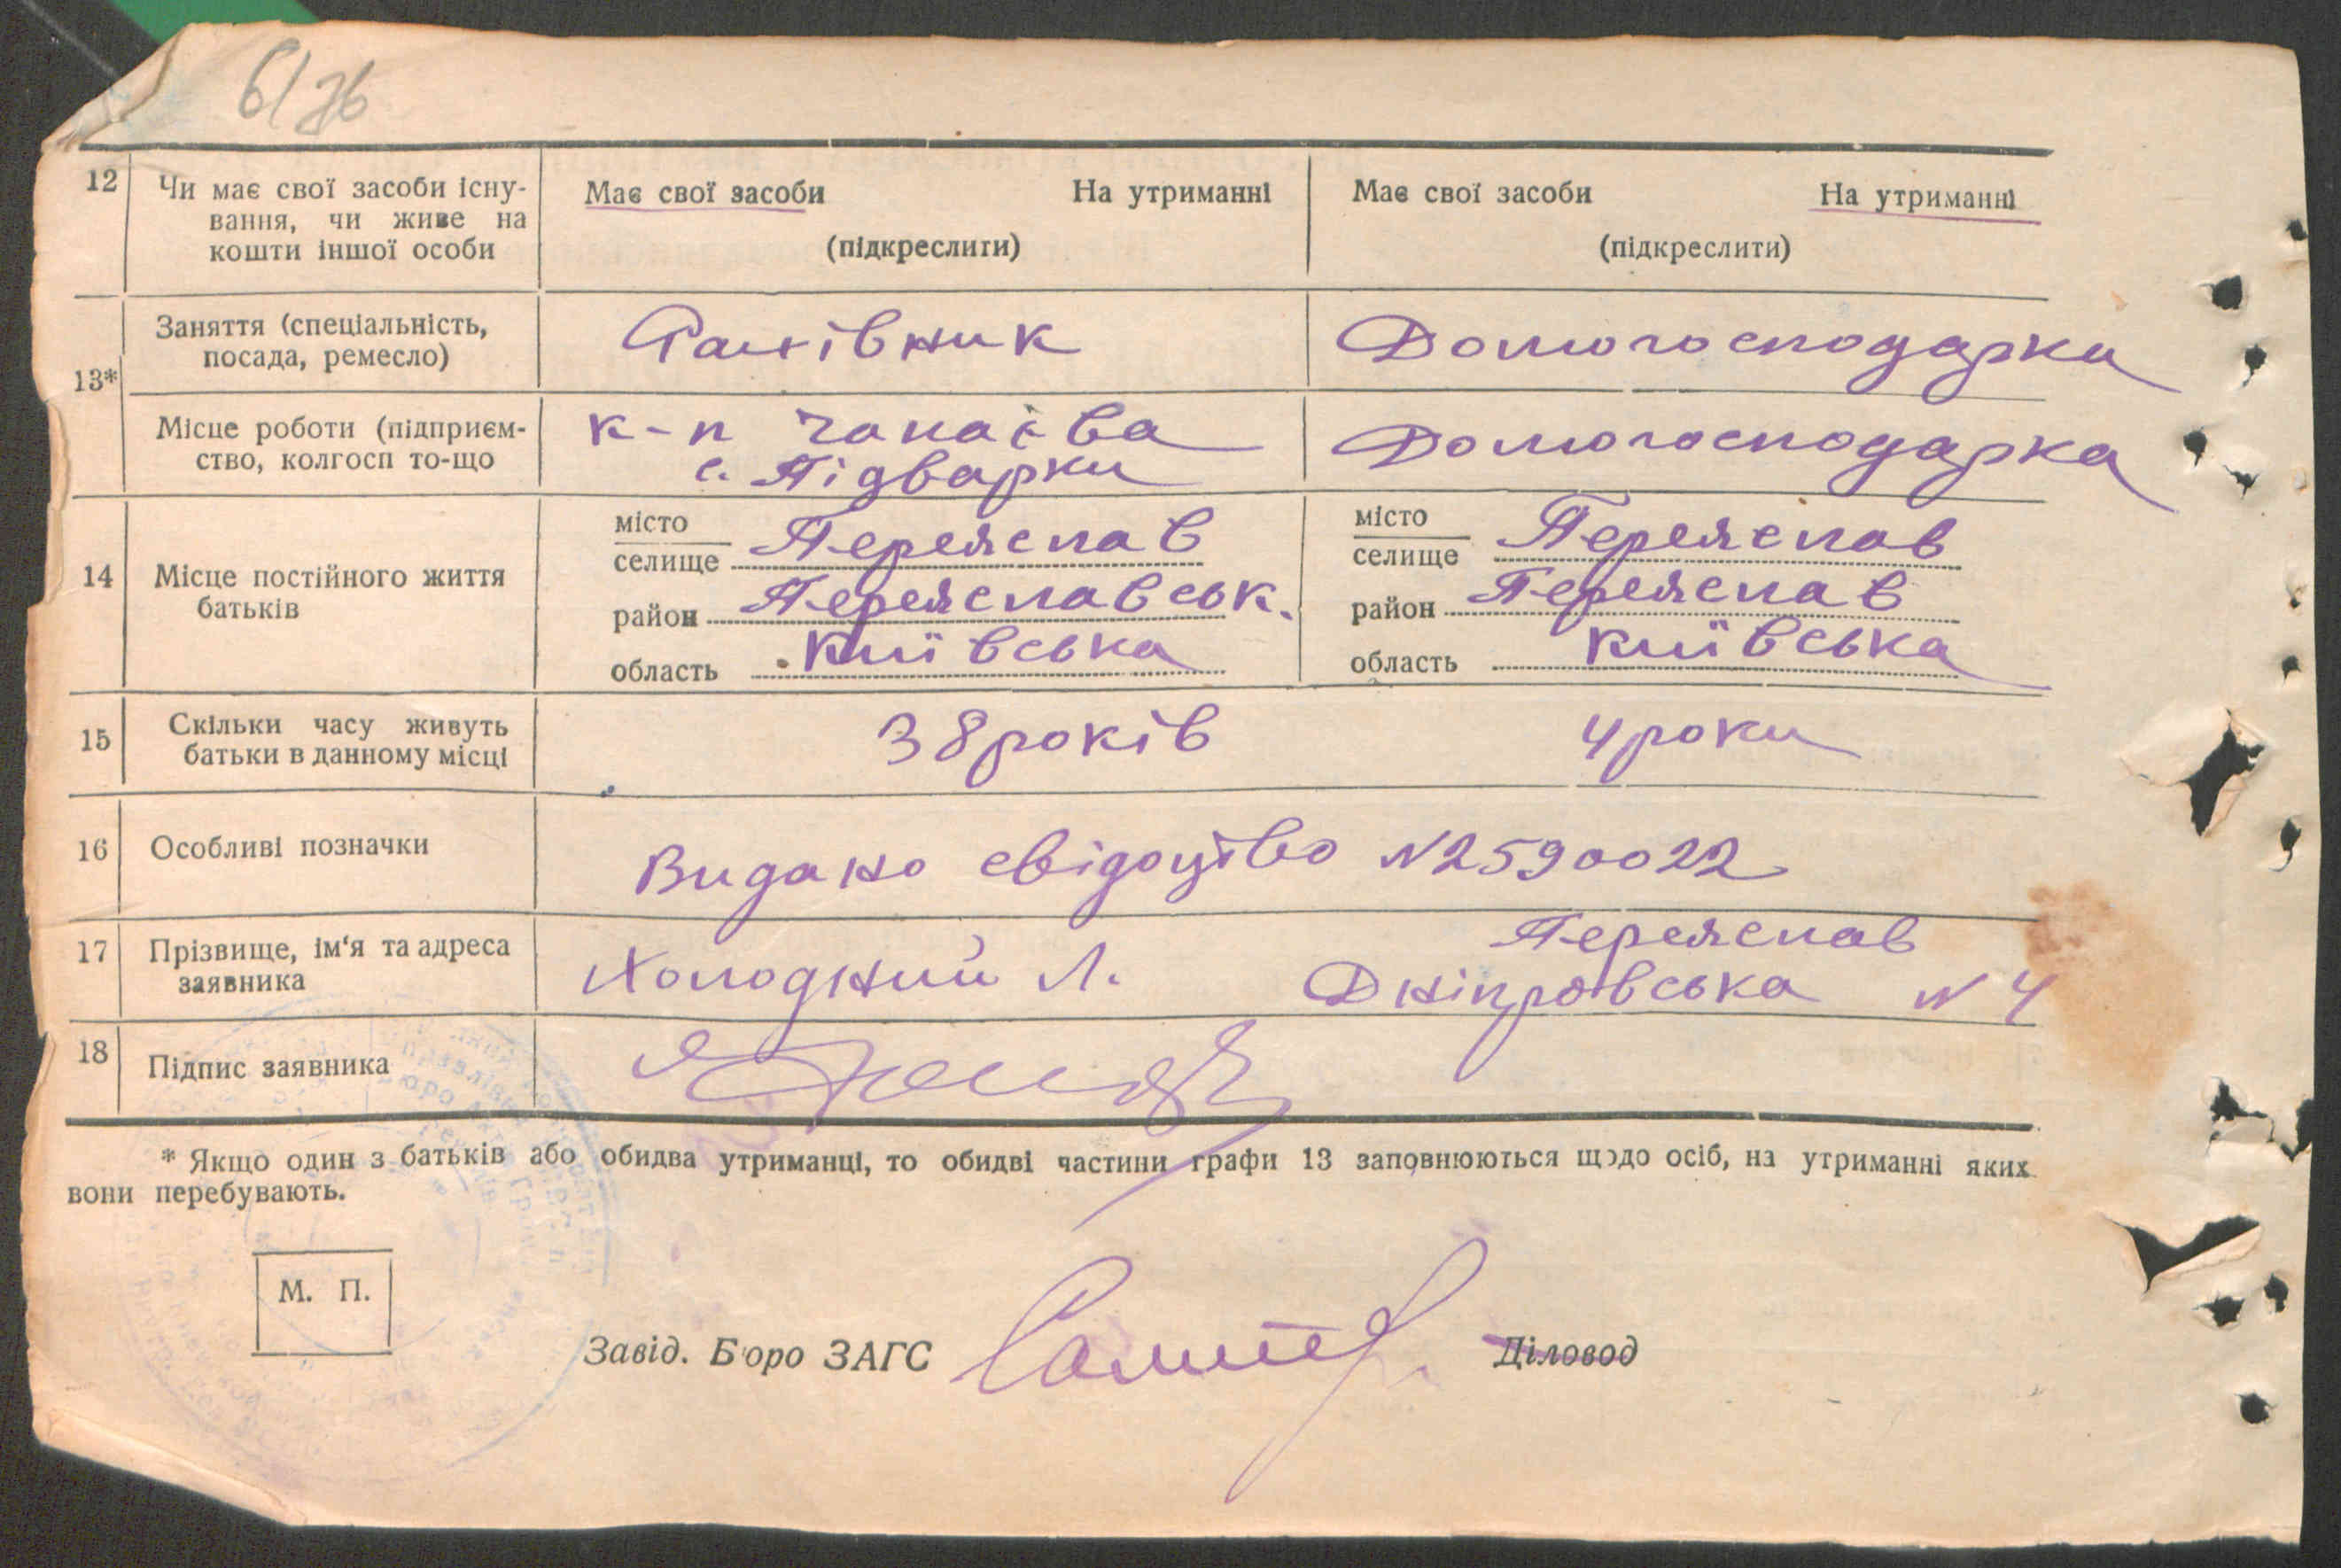 6/76
12 Чи має свої засоби існу-
вання, чи живе на
кошти іншої особи
Має свої засоби На утриманні
(підкреслити)
Має свої засоби На утриманні
(підкреслити)
13*
Заняття (спеціальність,
посада, ремесло)
Рахівник
Домогосподарка
Місце роботи (підприєм-
ство, колгосп то-що
к-п Чапаєва
с. Підварки
Домогосподарка
14 Місце постійного життя
батьків
місто
селище Переяслав
район Переяславськ.
область Київська
місто
селище Переяслав
район Переяслав
область Київська
15 Скільки часу живуть
батьки в данному місці
38 років 4 роки
16 Особливі позначки
Видано свідоцтво N2590022
17 Прізвище, ім‘я та адреса
заявника
Холодний Л.
Переяслав
Дніпровська N 4
18 Підпис заявника
* Якщо один з батьків або обидва утриманці, то обидві частини графи 13 заповнюються щодо осіб, на утриманні яких
вони перебувають.
М. П.
Завід. Бюро ЗАГС Діловод